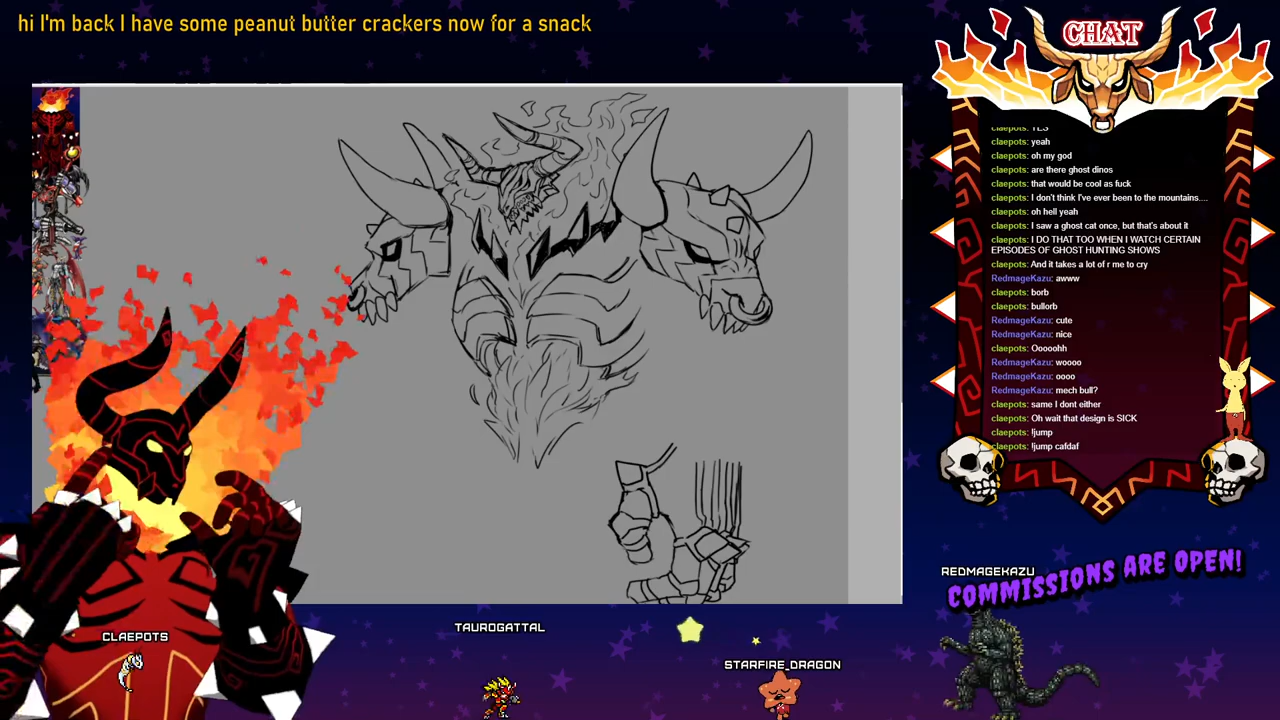 hi I'm back I have some peanut butter crackers now for a snack
CHAT
claepots: YES
claepots: yeah
claepots: oh my god
claepots: are there ghost dinos
claepots: that would be cool as fuck
claepots: I don't think I've ever been to the mountains....
claepots: oh hell yeah
claepots: I saw a ghost cat once, but that's about it
claepots: I DO THAT TOO WHEN I WATCH CERTAIN
EPISODES OF GHOST HUNTING SHOWS
claepots: And it takes a lot of r me to cry
RedmageKazu: awww
claepots: borb
claepots: bullorb
RedmageKazu: cute
RedmageKazu: nice
claepots: Ooooohh
RedmageKazu: woooo
RedmageKazu: oooo
RedmageKazu: mech bull?
claepots: same I dont either
claepots: Oh wait that design is SICK
claepots: !jump
claepots: !jump cafdaf
REDMAGEKAZU
COMMISSIONS ARE OPEN!
CLAEPOTS
TAUROGATTAL
STARFIRE_DRAGON